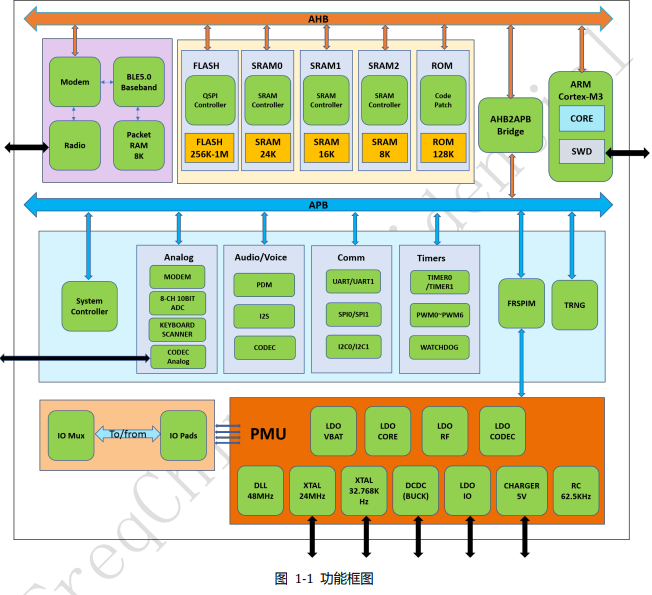 AHB
Modem
BLE5.0
Baseband
Radio
Packet
RAM
8K
FLASH
QSPI
Controller
FLASH
256K-1M
SRAM0
SRAM
Controller
SRAM
24K
SRAM1
SRAM
Controller
SRAM
16K
SRAM2
SRAM
Controller
SRAM
8K
ROM
Code
Patch
ROM
128K
AHB2APB
Bridge
ARM
Cortex-M3
CORE
SWD
APB
System
Controller
Analog
MODEM
8-CH 10BIT
ADC
KEYBOARD
SCANNER
CODEC
Analog
Audio/Voice
PDM
I2S
CODEC
Comm
UART/UART1
SPI0/SPI1
I2C0/I2C1
Timers
TIMER0
/TIMER1
PWM0~PWM6
WATCHDOG
FRSPIM
TRNG
IO Mux
To/from
IO Pads
PMU
LDO
VBAT
LDO
CORE
LDO
RF
LDO
CODEC
DLL
48MHz
XTAL
24MHz
XTAL
32.768K
Hz
DCDC
(BUCK)
LDO
IO
CHARGER
5V
RC
62.5KHz
图 1-1 功能框图